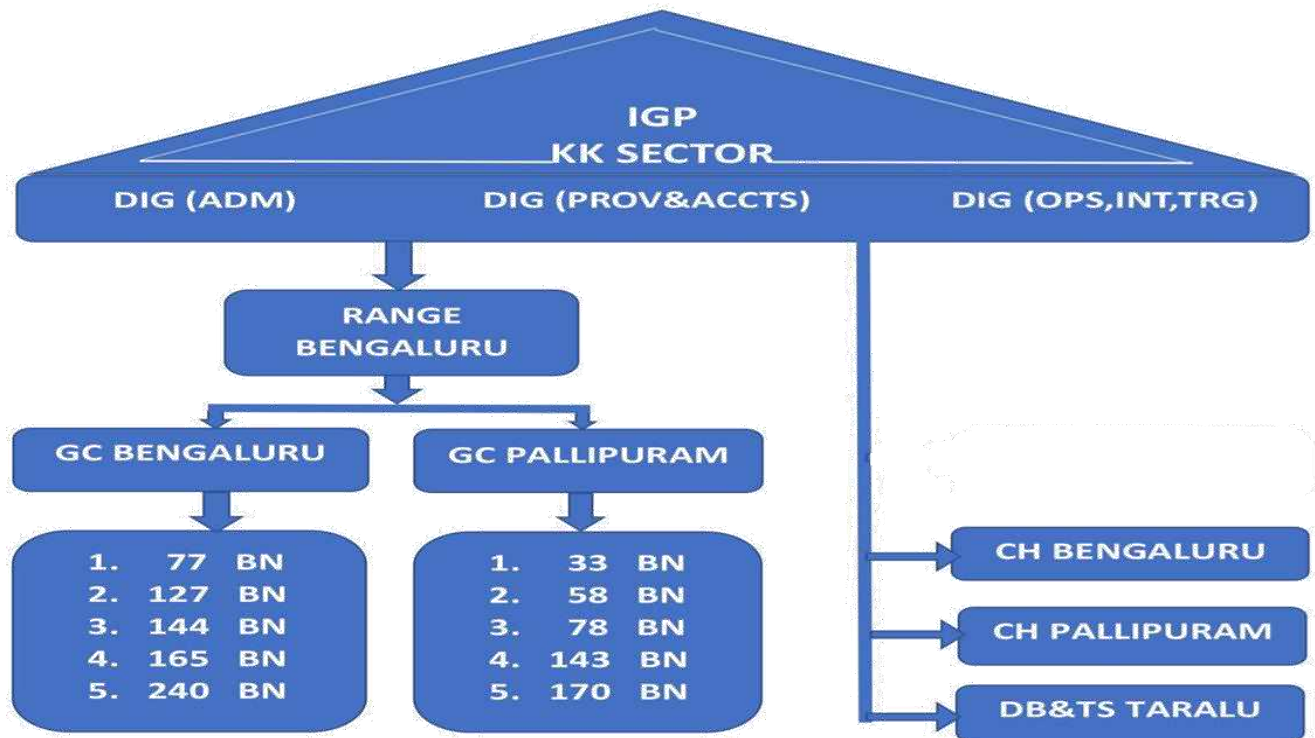 IGP
KK SECTOR
DIG (ADM) DIG (PROV&ACCTS) DIG (OPS,INT,TRG)
RANGE
BENGALURU
GC BENGALURU
GC PALLIPURAM
1. 77 BN
2. 127 BN
3. 144 BN
4. 165 BN
5. 240 BN
1. 33 BN
2. 58 BN
3. 78 BN
4. 143 BN
5. 170 BN
CH BENGALURU
CH PALLIPURAM
DB&TS TARALU